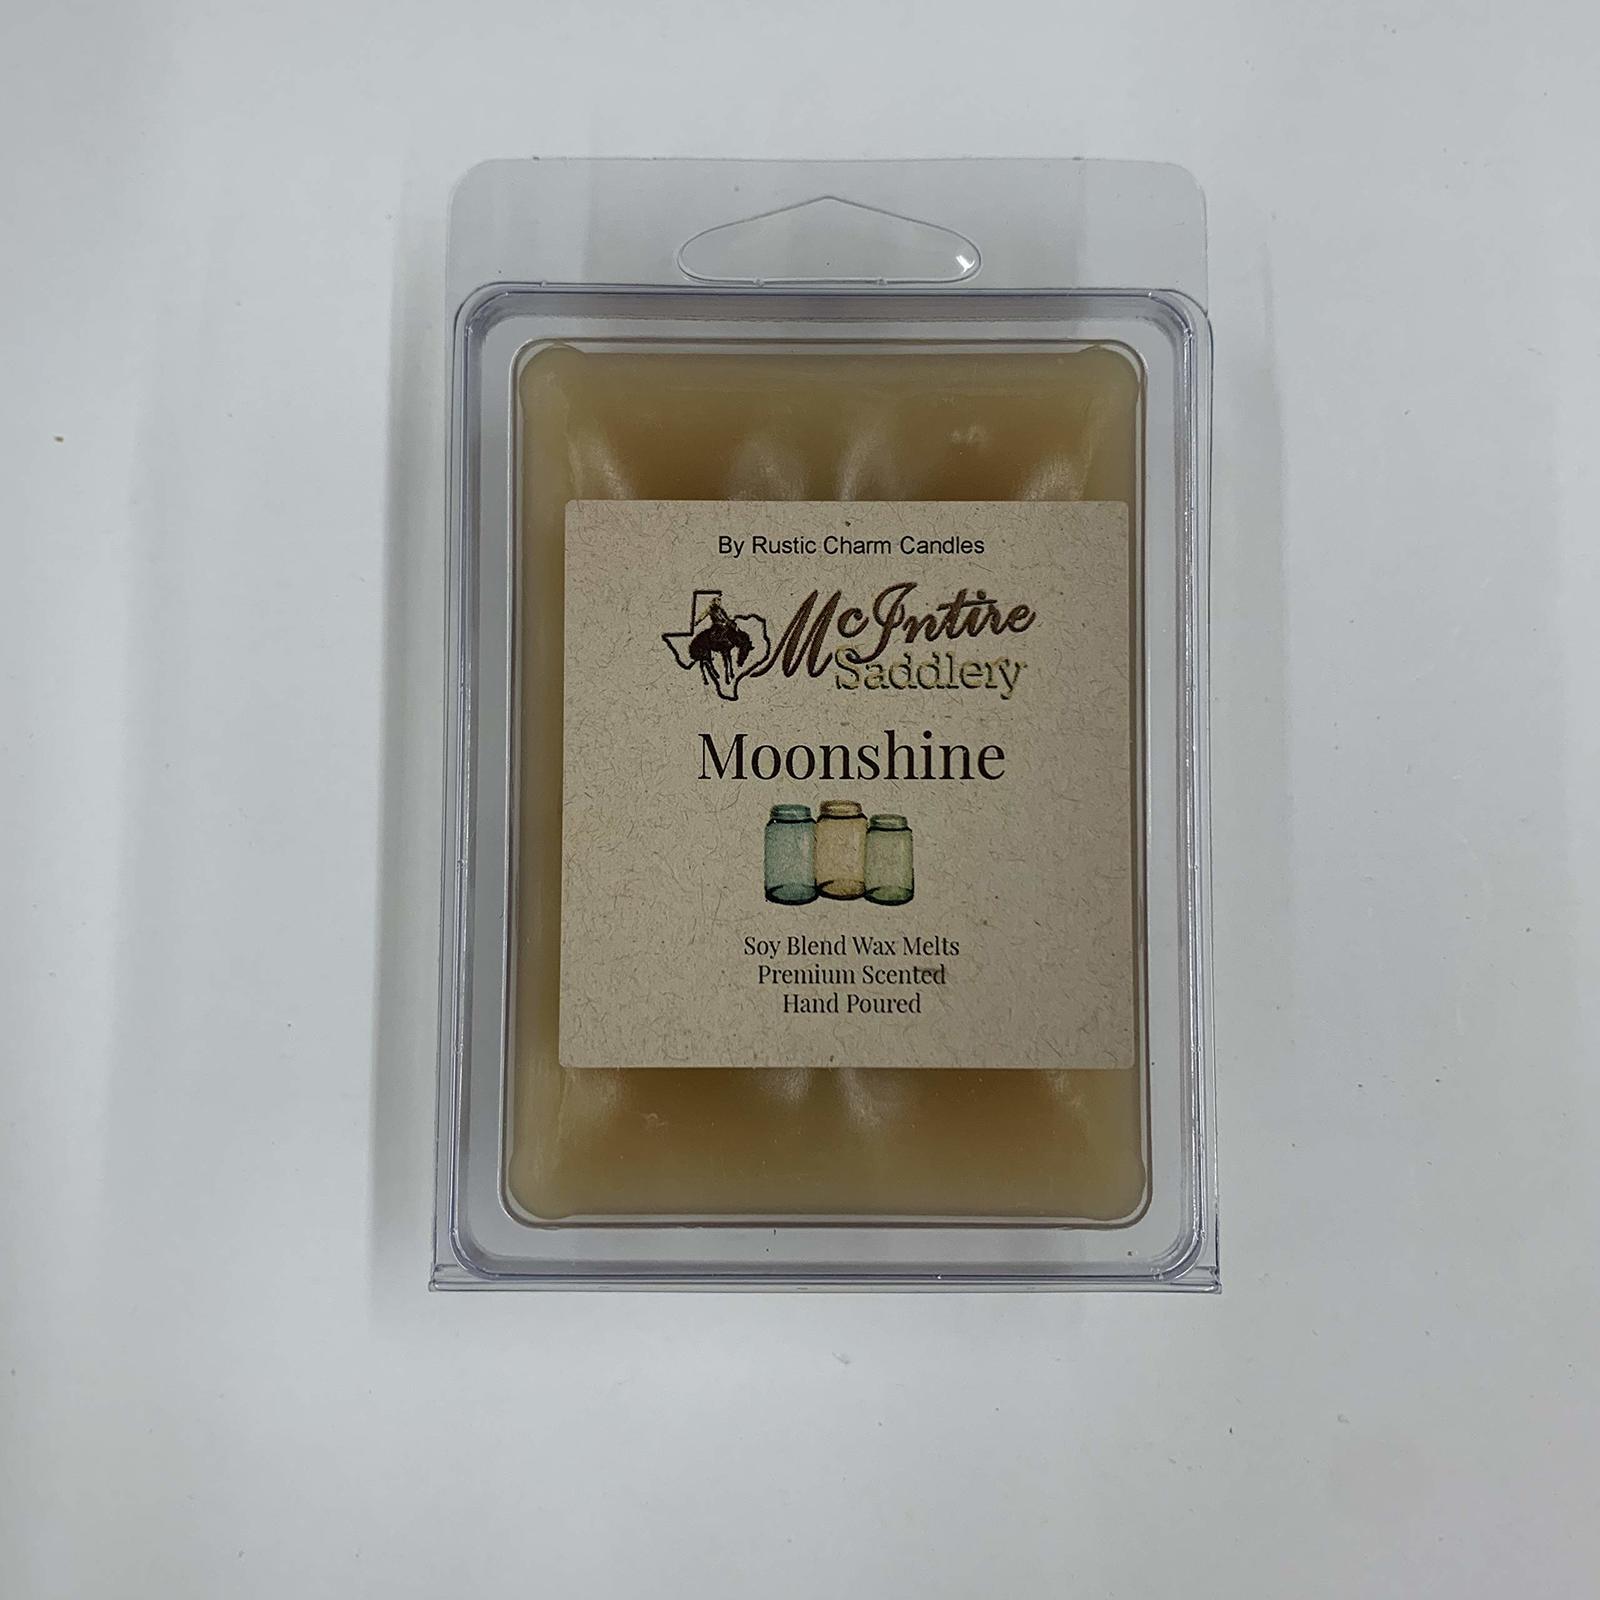 By Rustic Charm Candles
McIntire
Saddlery
Moonshine
Soy Blend Wax Melts
Premium Scented
Hand Poured